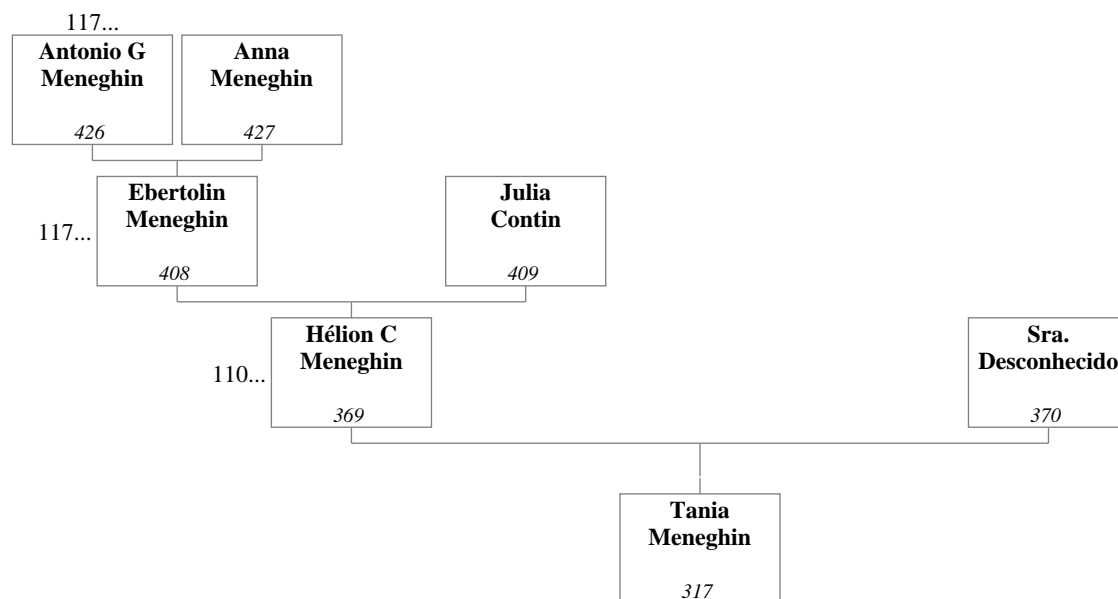 117...
Antonio G
Meneghin
426
Anna
Meneghin
427
117...
Ebertolin
Meneghin
408
Julia
Contin
409
110...
Hélion C
Meneghin
369
Sra.
Desconhecido
370
Tania
Meneghin
317